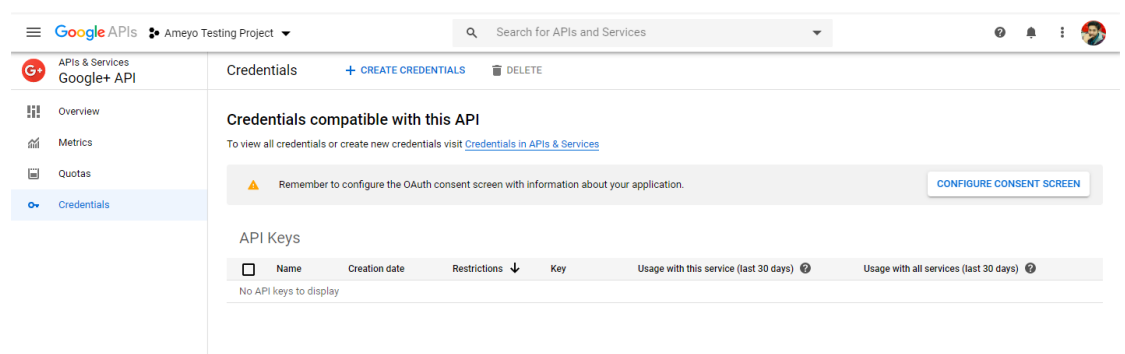 Google APIs Ameyo Testing Project Search for APIs and Services
G+ APIs & Services
Google+ API
Credentials + CREATE CREDENTIALS DELETE
Overview
Metrics
Quotas
Credentials
Credentials compatible with this API
To view all credentials or create new credentials visit Credentials in APIs & Services
Remember to configure the OAuth consent screen with information about your application. CONFIGURE CONSENT SCREEN
API Keys
Name Creation date Restrictions Key Usage with this service (last 30 days) Usage with all services (last 30 days)
No API keys to display